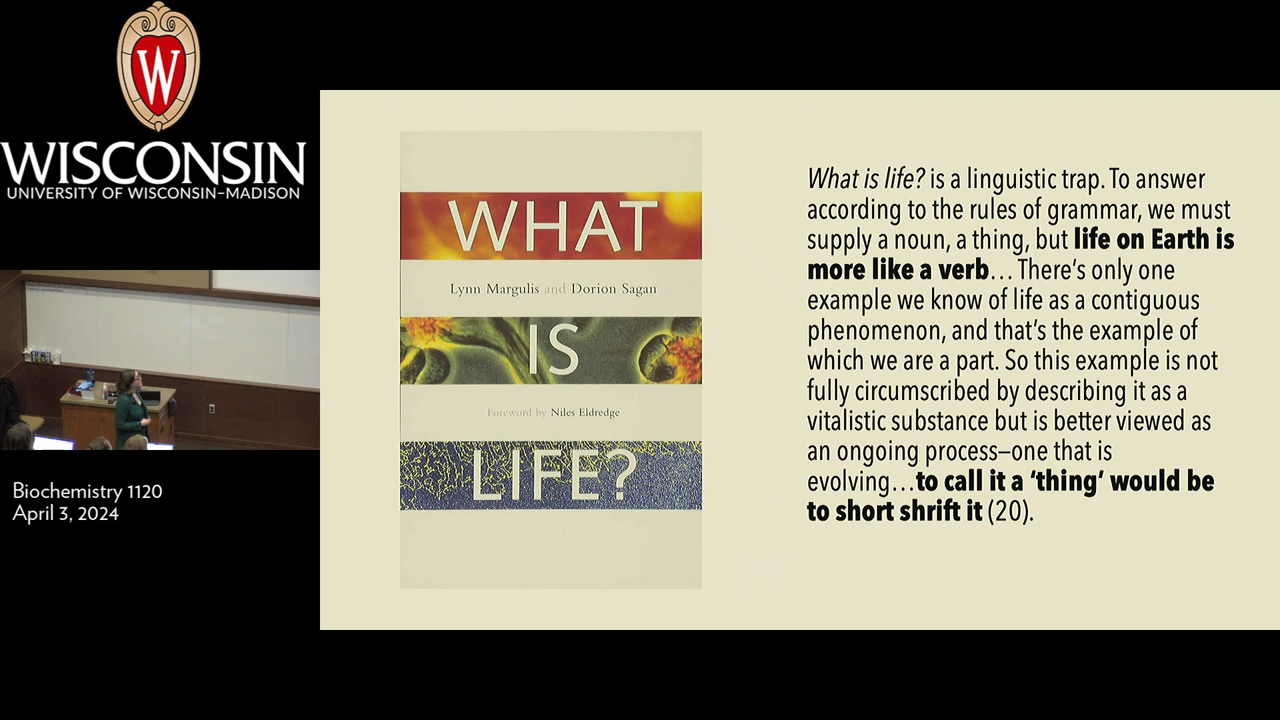 W
WISCONSIN
UNIVERSITY OF WISCONSIN–MADISON
Biochemistry 1120
April 3, 2024
WHAT
Lynn Margulis and Dorion Sagan
IS
Foreword by Niles Eldredge
LIFE?
What is life? is a linguistic trap. To answer
according to the rules of grammar, we must
supply a noun, a thing, but life on Earth is
more like a verb… There’s only one
example we know of life as a contiguous
phenomenon, and that’s the example of
which we are a part. So this example is not
fully circumscribed by describing it as a
vitalistic substance but is better viewed as
an ongoing process–one that is
evolving…to call it a ‘thing’ would be
to short shrift it (20).